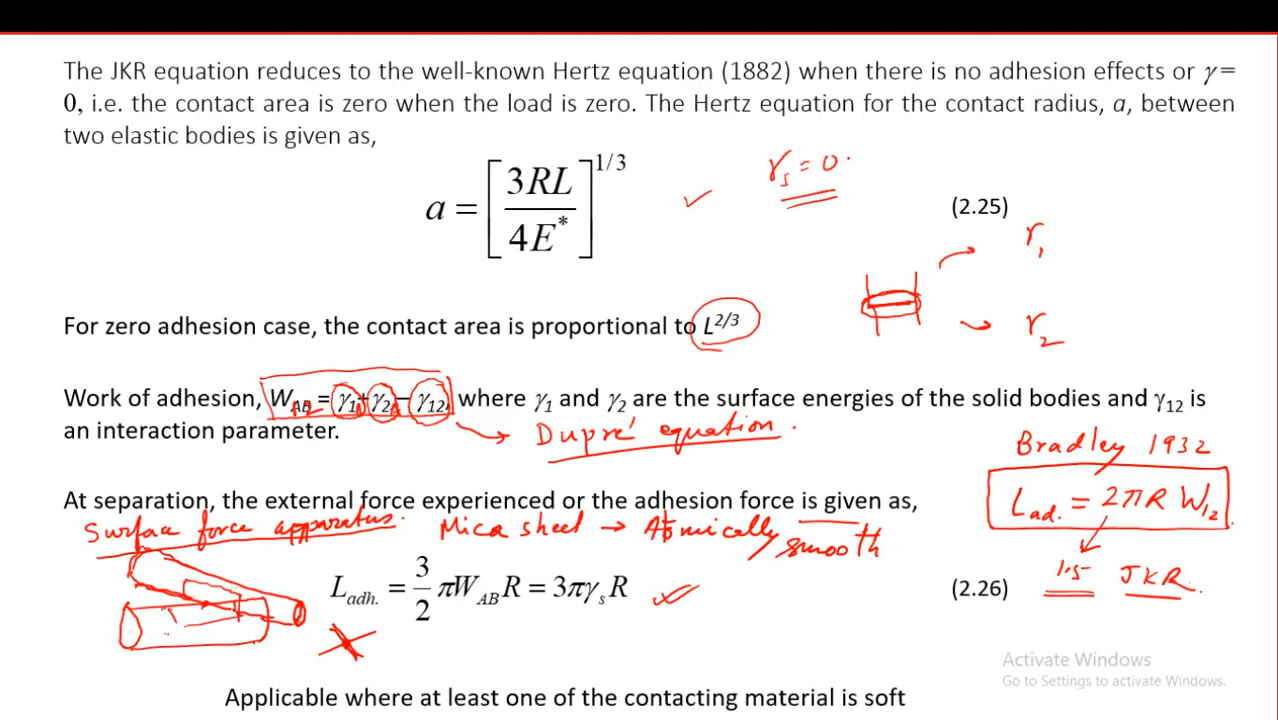 The JKR equation reduces to the well-known Hertz equation (1882) when there is no adhesion effects or γ=
0, i.e. the contact area is zero when the load is zero. The Hertz equation for the contact radius, a, between
two elastic bodies is given as,
a = [3RL / 4E*]^1/3
γs = 0
(2.25)
γ1
γ2
For zero adhesion case, the contact area is proportional to L^2/3
Work of adhesion, WAB = γ1+γ2−γ12, where γ1 and γ2 are the surface energies of the solid bodies and γ12 is
12
an interaction parameter.
Dupre' equation.
Bradley 1932
At separation, the external force experienced or the adhesion force is given as,
Lad. = 2πR W12
Surface force apparatus. Mica sheet → Atomically smooth
Ladh. = 3/2 πWAB R = 3πγs R
(2.26)
1.5 JKR.
Activate Windows
Go to Settings to activate Windows.
Applicable where at least one of the contacting material is soft